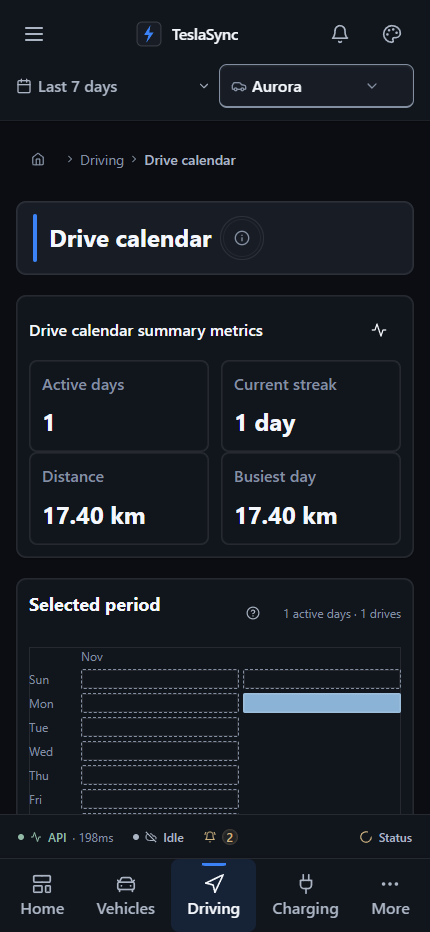 TeslaSync
Last 7 days
Aurora
Driving
Drive calendar
Drive calendar
Drive calendar summary metrics
Active days
Current streak
1
1 day
Distance
Busiest day
17.40 km
17.40 km
Selected period
1 active days · 1 drives
Nov
Sun
Mon
Tue
Wed
Thu
Fri
API · 198ms
Idle
2
Status
Home
Vehicles
Driving
Charging
More